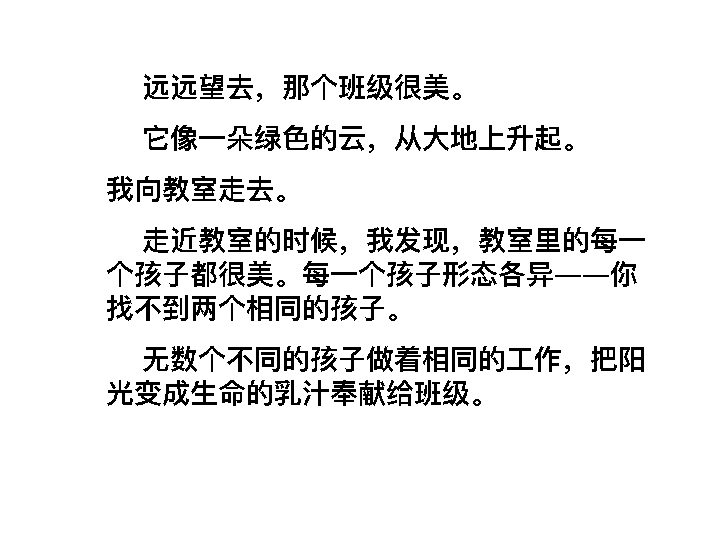 远远望去，那个班级很美。
它像一朵绿色的云，从大地上升起。
我向教室走去。
走近教室的时候，我发现，教室里的每一
个孩子都很美。每一个孩子形态各异——你
找不到两个相同的孩子。
无数个不同的孩子做着相同的工作，把阳
光变成生命的乳汁奉献给班级。